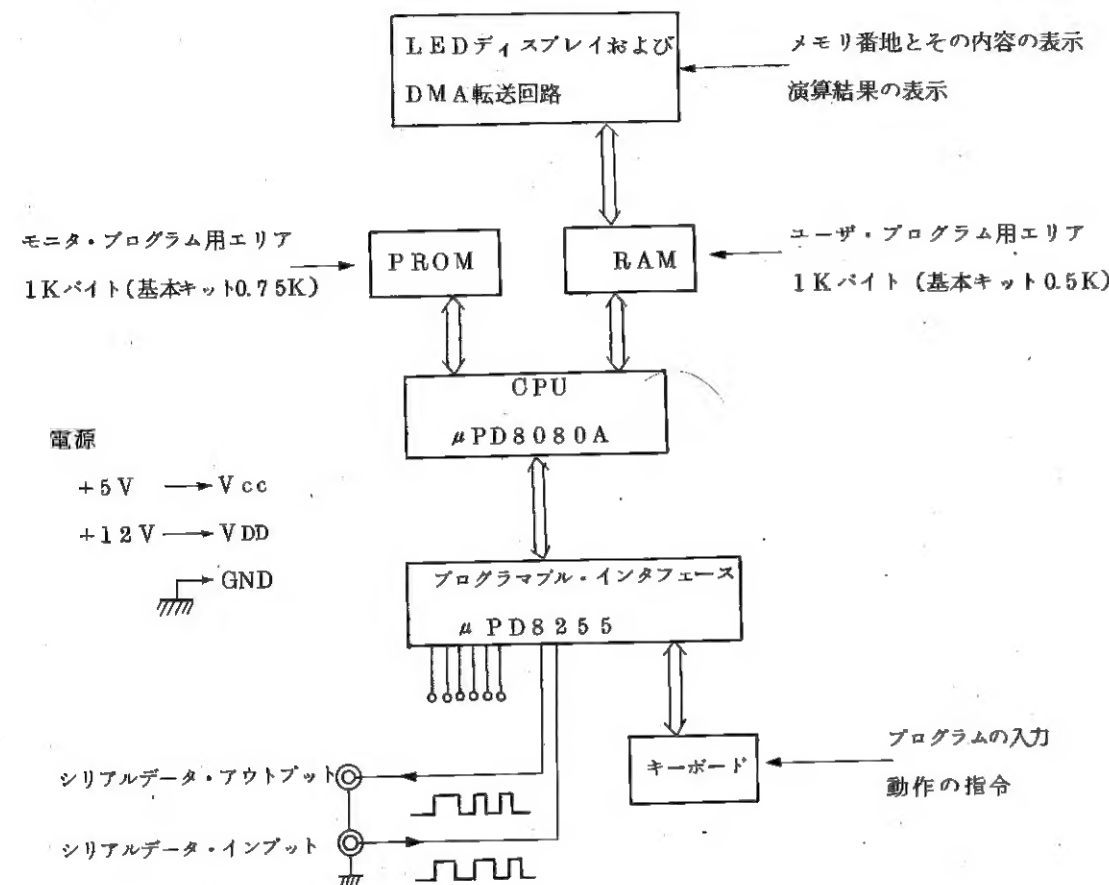 LEDディスプレイおよび
DMA転送回路
メモリ番地とその内容の表示
演算結果の表示
モニタ・プログラム用エリア
1Kバイト(基本キット0.75K)
PROM
RAM
ユーザ・プログラム用エリア
1Kバイト(基本キット0.5K)
CPU
μPD8080A
電源
+5V Vcc
+12V VDD
GND
プログラマブル・インタフェース
μPD8255
キーボード
プログラムの入力
動作の指令
シリアルデータ・アウトプット
シリアルデータ・インプット